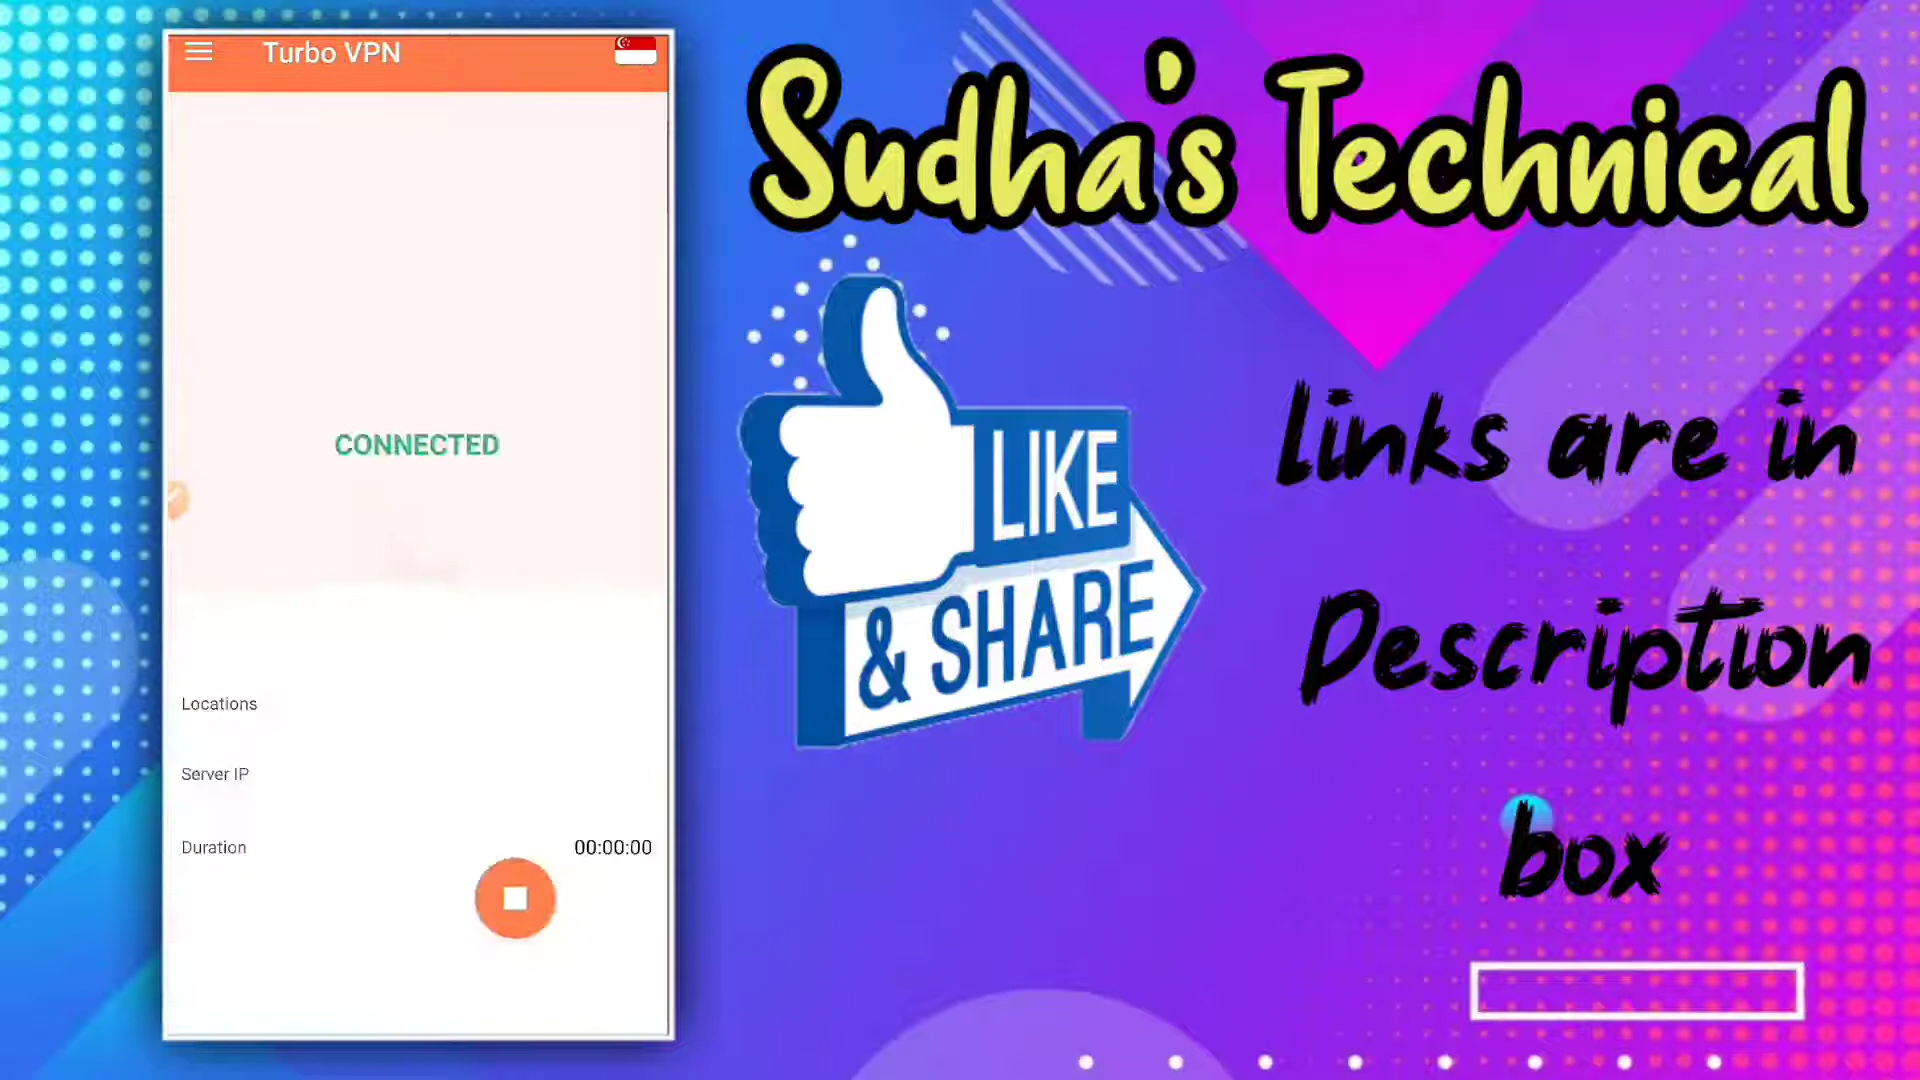 Turbo VPN
CONNECTED
Locations
Server IP
Duration 00:00:00
Sudha's Technical
LIKE
& SHARE
links are in
Description
box